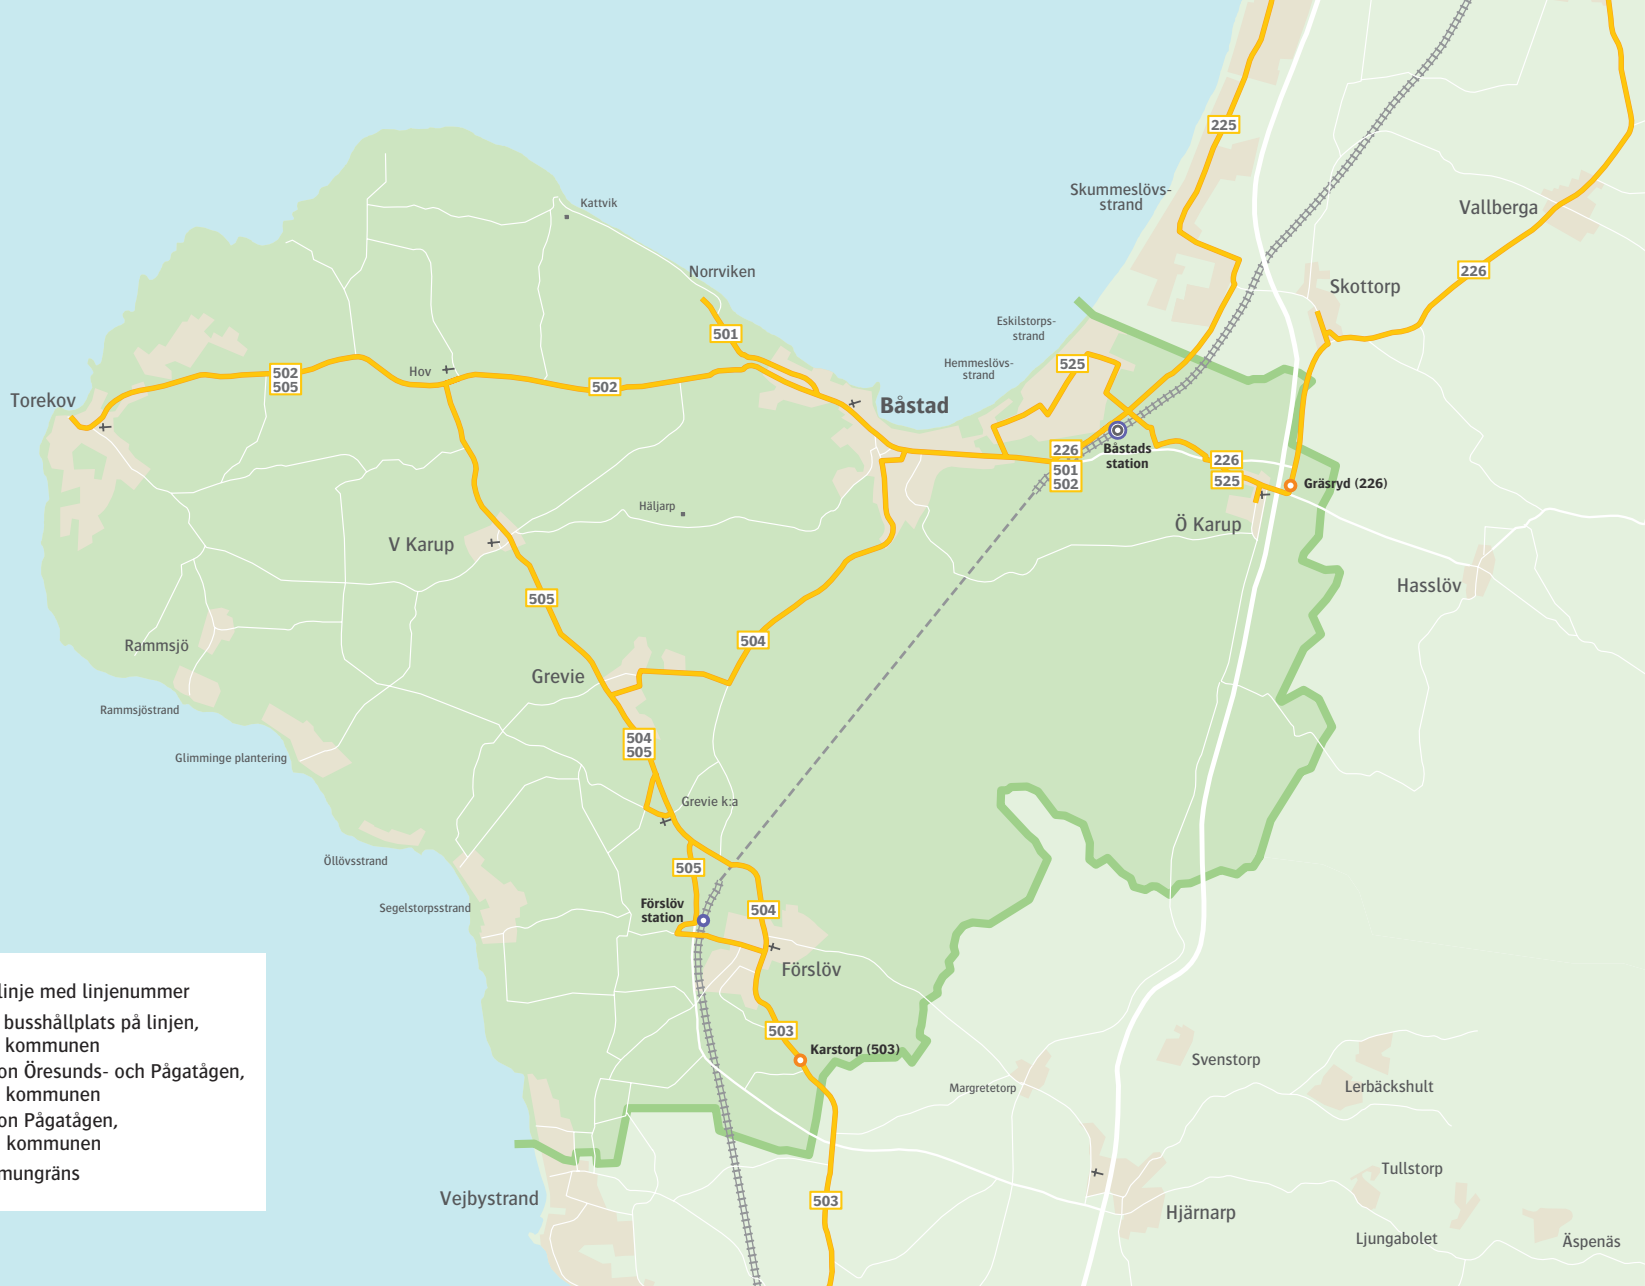 225
Skummeslövs-
strand
Kattvik
Vallberga
Norrviken
226
Skottorp
Eskilstorps-
strand
501
Hemmeslövs-
strand
525
Hov
502
505
502
Torekov
Båstad
226
501
502
Båstads
station
226
525
Gräsryd (226)
Häljarp
Ö Karup
V Karup
Hasslöv
505
504
Rammsjö
Grevie
Rammsjöstrand
504
505
Glimminge plantering
Grevie k:a
Öllövsstrand
505
Förslöv
station
504
Segelstorpsstrand
Förslöv
linje med linjenummer
busshållplats på linjen,
kommunen
on Öresunds- och Pågatågen,
kommunen
on Pågatågen,
kommunen
mungräns
503
Karstorp (503)
Svenstorp
Margretetorp
Lerbäckshult
Tullstorp
Vejbystrand
503
Hjärnarp
Ljungabolet
Äspenäs